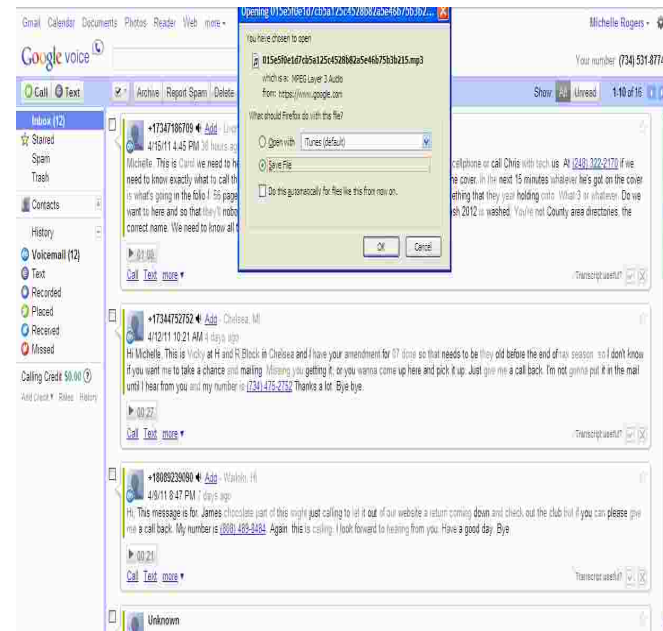 Gmail Calendar Documents Photos Reader Web more
Michelle Rogers
Google voice
Your number (734) 531-877
Call Text
Archive Report Spam Delete
Show All Unread 1-10 of 16
Inbox (12)
Starred
Spam
Trash
Contacts
History
Voicemail (12)
Text
Recorded
Placed
Received
Missed
Calling Credit $0.00 (?)
Add Credit Rates History
You have chosen to open
which is a: MPEG Layer 3 Audio
from: https://www.google.com
What should Firefox do with this file?
Open with iTunes (default)
Save File
Do this automatically for files like this from now on.
OK Cancel
+17347186709 Add
4/15/11 4:45 PM 36 hours ag
Michelle. This is Carol we need to h
cellphone or call Chris with tech us. At (248) 322-2170 if we
need to know exactly what to call th
he cover. In the next 15 minutes whatever he's got on the cover
is what's going in the folio I 56 page
ething that they year holding onto. What 3 or whatever. Do we
want to here and so that they'll nobo
sh 2012 is washed. You're not County area directories, the
correct name. We need to know all t
01:08
Call Text more
Transcript useful?
+17344752752 Add - Chelsea, MI
4/12/11 10:21 AM 4 days ago
Hi Michelle. This is Vicky at H and R Block in Chelsea and I have your amendment for 07 done so that needs to be they old before the end of tax season. so I don't know
if you want me to take a chance and mailing. Missing you getting it, or you wanna come up here and pick it up. Just give me a call back. I'm not gonna put it in the mail
until I hear from you and my number is (734) 475-2752 Thanks a lot. Bye bye.
00:27
Call Text more
Transcript useful?
+18089239090 Add
4/9/11 8:47 PM 7 days ago
Hi, This message is for. James chocolate part of this might just calling to let it out of our website a return coming down and check out the club but if you can please give
me a call back. My number is (808) 489-8484. Again. this is calling. I look forward to hearing from you. Have a good day. Bye
00:21
Call Text more
Transcript useful?
Unknown